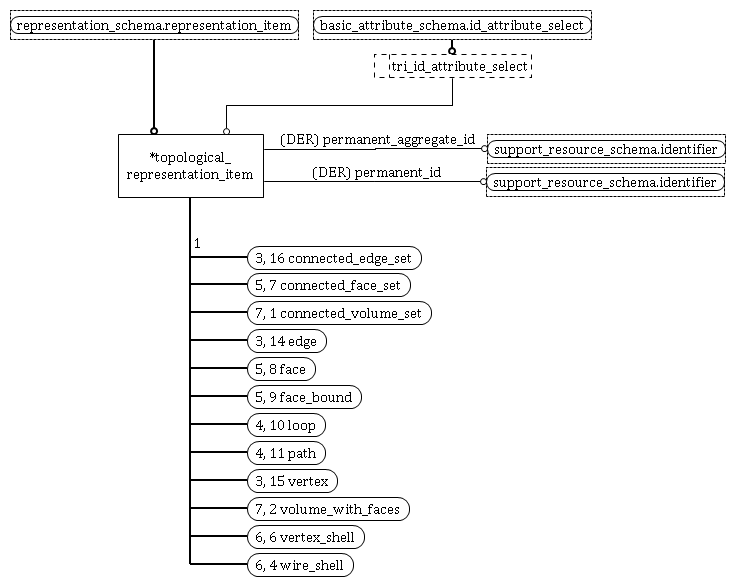 representation_schema.representation_item
basic_attribute_schema.id_attribute_select
tri_id_attribute_select
*topological_
representation_item
(DER) permanent_aggregate_id
support_resource_schema.identifier
(DER) permanent_id
support_resource_schema.identifier
1
3, 16 connected_edge_set
5, 7 connected_face_set
7, 1 connected_volume_set
3, 14 edge
5, 8 face
5, 9 face_bound
4, 10 loop
4, 11 path
3, 15 vertex
7, 2 volume_with_faces
6, 6 vertex_shell
6, 4 wire_shell